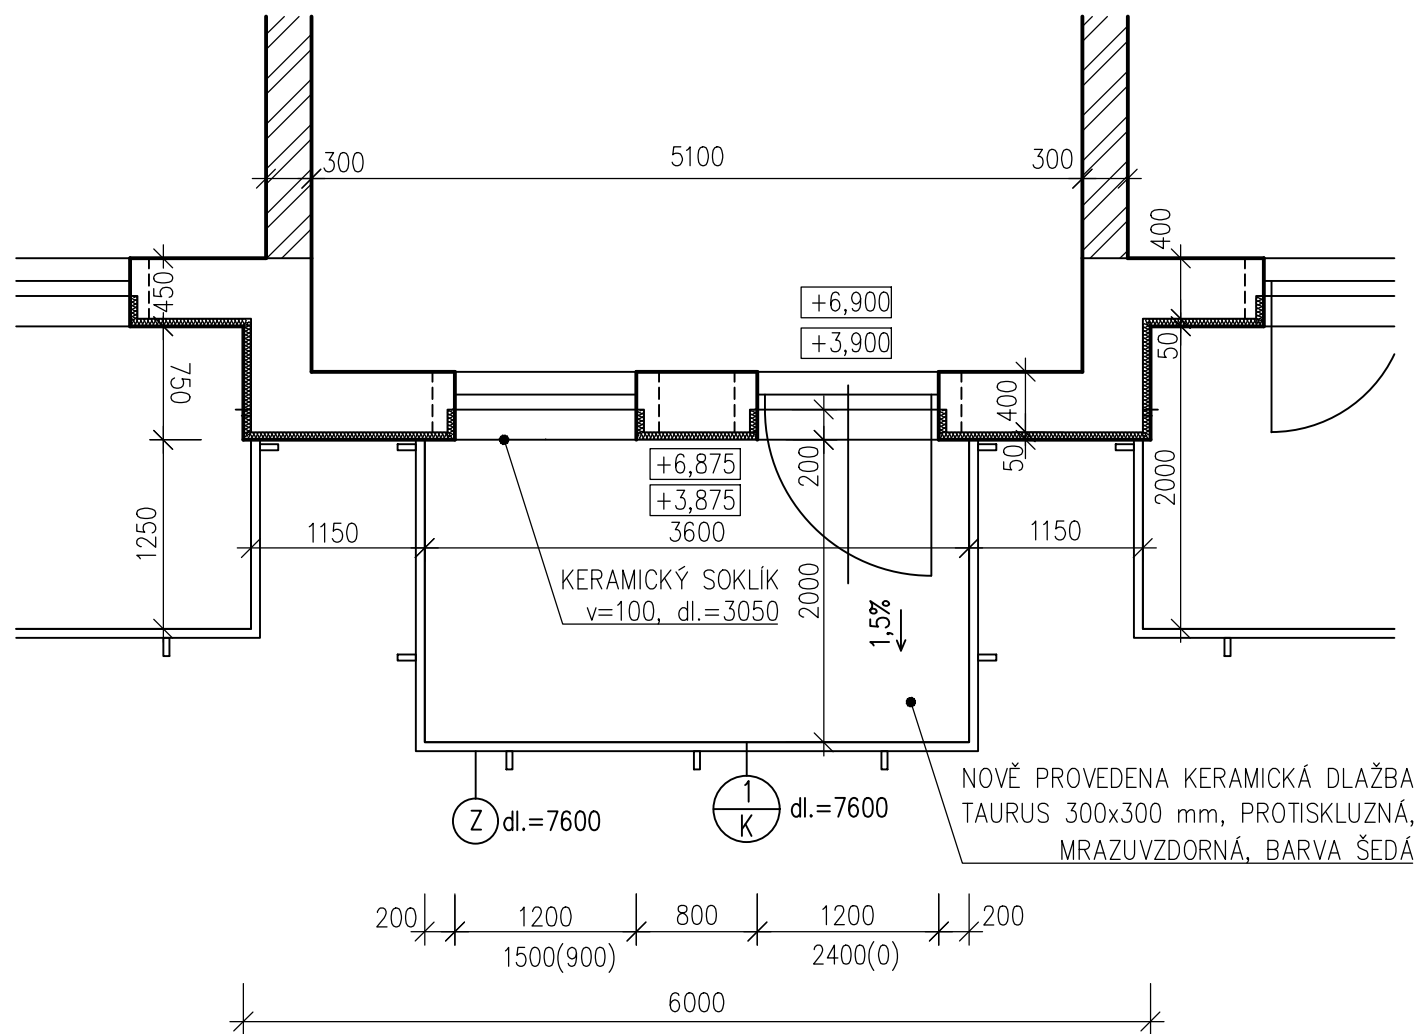 300
5100
300
400
450
+6,900
+3,900
50
750
400
+6,875
+3,875
200
50
2000
1250
1150
3600
1150
KERAMICKÝ SOKLÍK
v=100, dl.=3050
2000
1,5%
NOVĚ PROVEDENA KERAMICKÁ DLAŽBA
TAURUS 300x300 mm, PROTISKLUZNÁ,
MRAZUVZDORNÁ, BARVA ŠEDÁ
Z dl.=7600
1
K
dl.=7600
200 1200 800 1200 200
1500(900) 2400(0)
6000